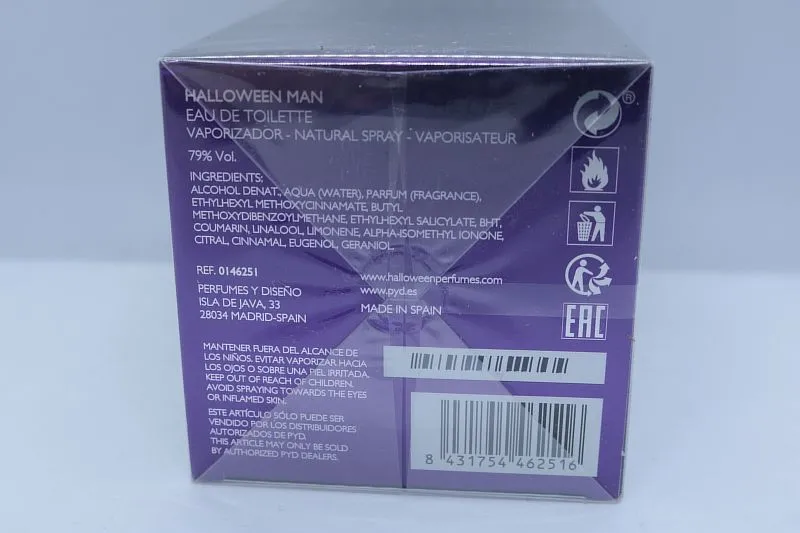 HALLOWEEN MAN
EAU DE TOILETTE
VAPORIZADOR - NATURAL SPRAY - VAPORISATEUR
79% Vol.
INGREDIENTS:
ALCOHOL DENAT., AQUA (WATER), PARFUM (FRAGRANCE),
ETHYLHEXYL METHOXYCINNAMATE, BUTYL
METHOXYDIBENZOYLMETHANE, ETHYLHEXYL SALICYLATE, BHT,
COUMARIN, LINALOOL, LIMONENE, ALPHA-ISOMETHYL IONONE,
CITRAL, CINNAMAL, EUGENOL, GERANIOL.
®
REF. 0146251
PERFUMES Y DISEÑO
ISLA DE JAVA, 33
28034 MADRID-SPAIN
www.halloweenperfumes.com
www.pyd.es
MADE IN SPAIN
EAC
MANTENER FUERA DEL ALCANCE DE
LOS NIÑOS. EVITAR VAPORIZAR HACIA
LOS OJOS O SOBRE UNA PIEL IRRITADA.
KEEP OUT OF REACH OF CHILDREN.
AVOID SPRAYING TOWARDS THE EYES
OR INFLAMED SKIN.
ESTE ARTÍCULO SÓLO PUEDE SER
VENDIDO POR LOS DISTRIBUIDORES
AUTORIZADOS DE PYD.
THIS ARTICLE MAY ONLY BE SOLD
BY AUTHORIZED PYD DEALERS.
8 431754 462516